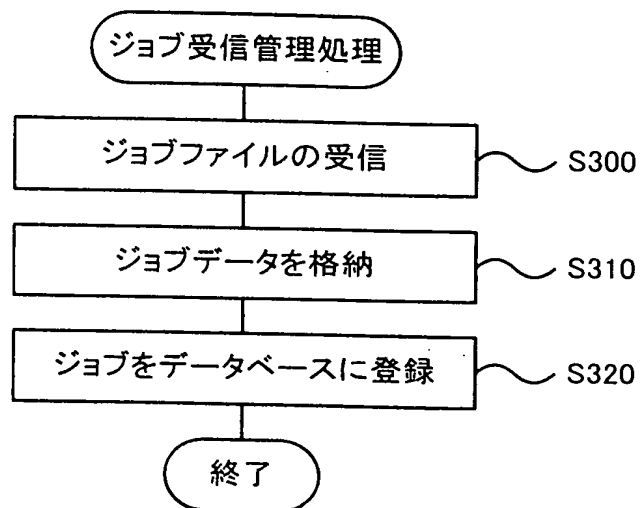 ジョブ受信管理処理
ジョブファイルの受信
S300
ジョブデータを格納
S310
ジョブをデータベースに登録
S320
終了